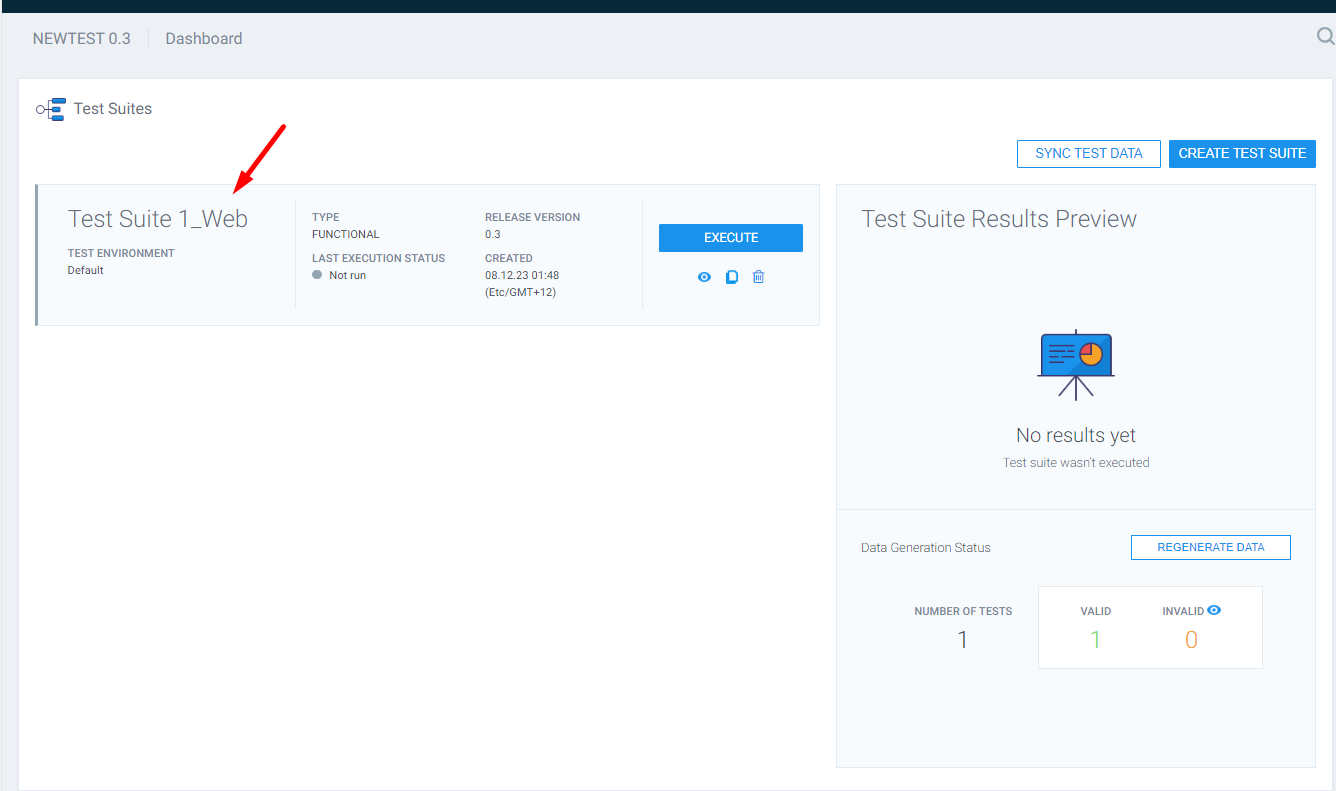 NEWTEST 0.3
Dashboard
Test Suites
SYNC TEST DATA
CREATE TEST SUITE
Test Suite 1_Web
TEST ENVIRONMENT
Default
TYPE
FUNCTIONAL
LAST EXECUTION STATUS
Not run
RELEASE VERSION
0.3
CREATED
08.12.23 01:48
(Etc/GMT+12)
EXECUTE
Test Suite Results Preview
No results yet
Test suite wasn't executed
Data Generation Status
REGENERATE DATA
NUMBER OF TESTS
1
VALID
1
INVALID
0